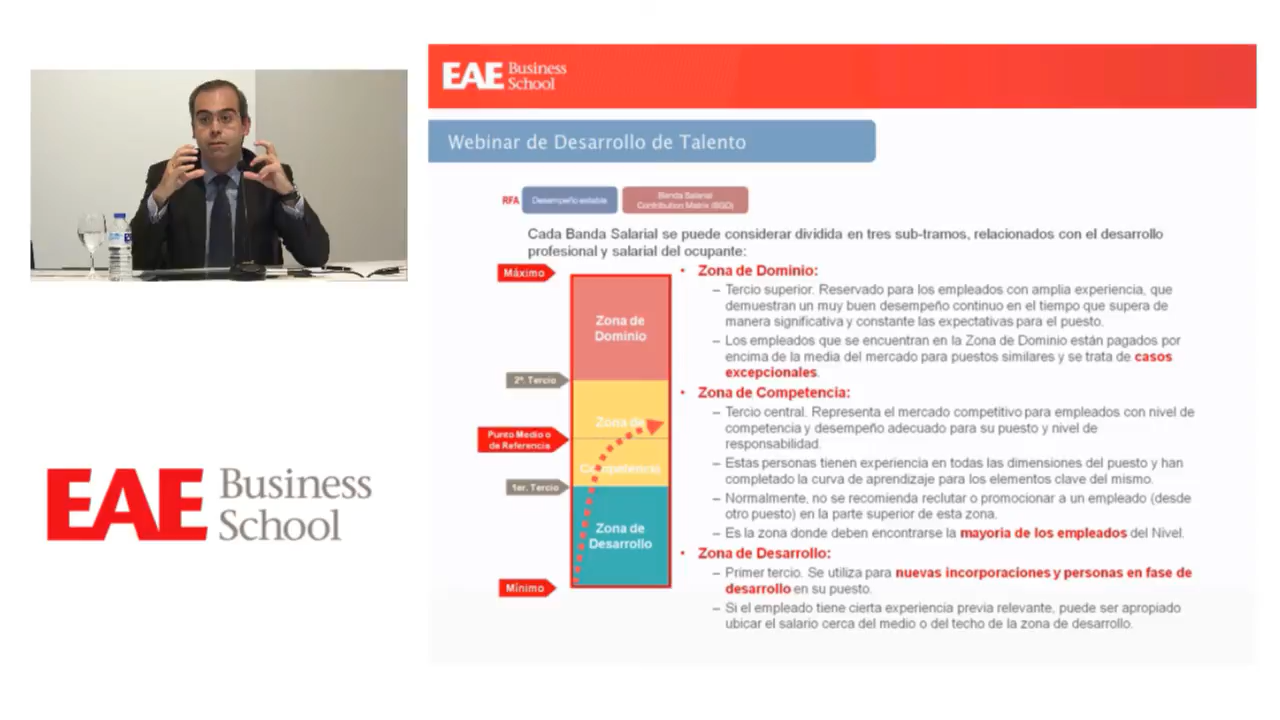 EAE Business
School
EAE Business
School
Webinar de Desarrollo de Talento
RFA
Desempeño estable
Banda Salarial
Contribution Matrix (SGD)
Cada Banda Salarial se puede considerar dividida en tres sub-tramos, relacionados con el desarrollo
profesional y salarial del ocupante:
Máximo
Zona de
Dominio
2º. Tercio
Zona de
Punto Medio o
de Referencia
Competencia
1er. Tercio
Zona de
Desarrollo
Mínimo
• Zona de Dominio:
– Tercio superior. Reservado para los empleados con amplia experiencia, que
demuestran un muy buen desempeño continuo en el tiempo que supera de
manera significativa y constante las expectativas para el puesto.
– Los empleados que se encuentran en la Zona de Dominio están pagados por
encima de la media del mercado para puestos similares y se trata de casos
excepcionales.
• Zona de Competencia:
– Tercio central. Representa el mercado competitivo para empleados con nivel de
competencia y desempeño adecuado para su puesto y nivel de
responsabilidad.
– Estas personas tienen experiencia en todas las dimensiones del puesto y han
completado la curva de aprendizaje para los elementos clave del mismo.
– Normalmente, no se recomienda reclutar o promocionar a un empleado (desde
otro puesto) en la parte superior de esta zona.
– Es la zona donde deben encontrarse la mayoria de los empleados del Nivel.
• Zona de Desarrollo:
– Primer tercio. Se utiliza para nuevas incorporaciones y personas en fase de
desarrollo en su puesto.
– Si el empleado tiene cierta experiencia previa relevante, puede ser apropiado
ubicar el salario cerca del medio o del techo de la zona de desarrollo.